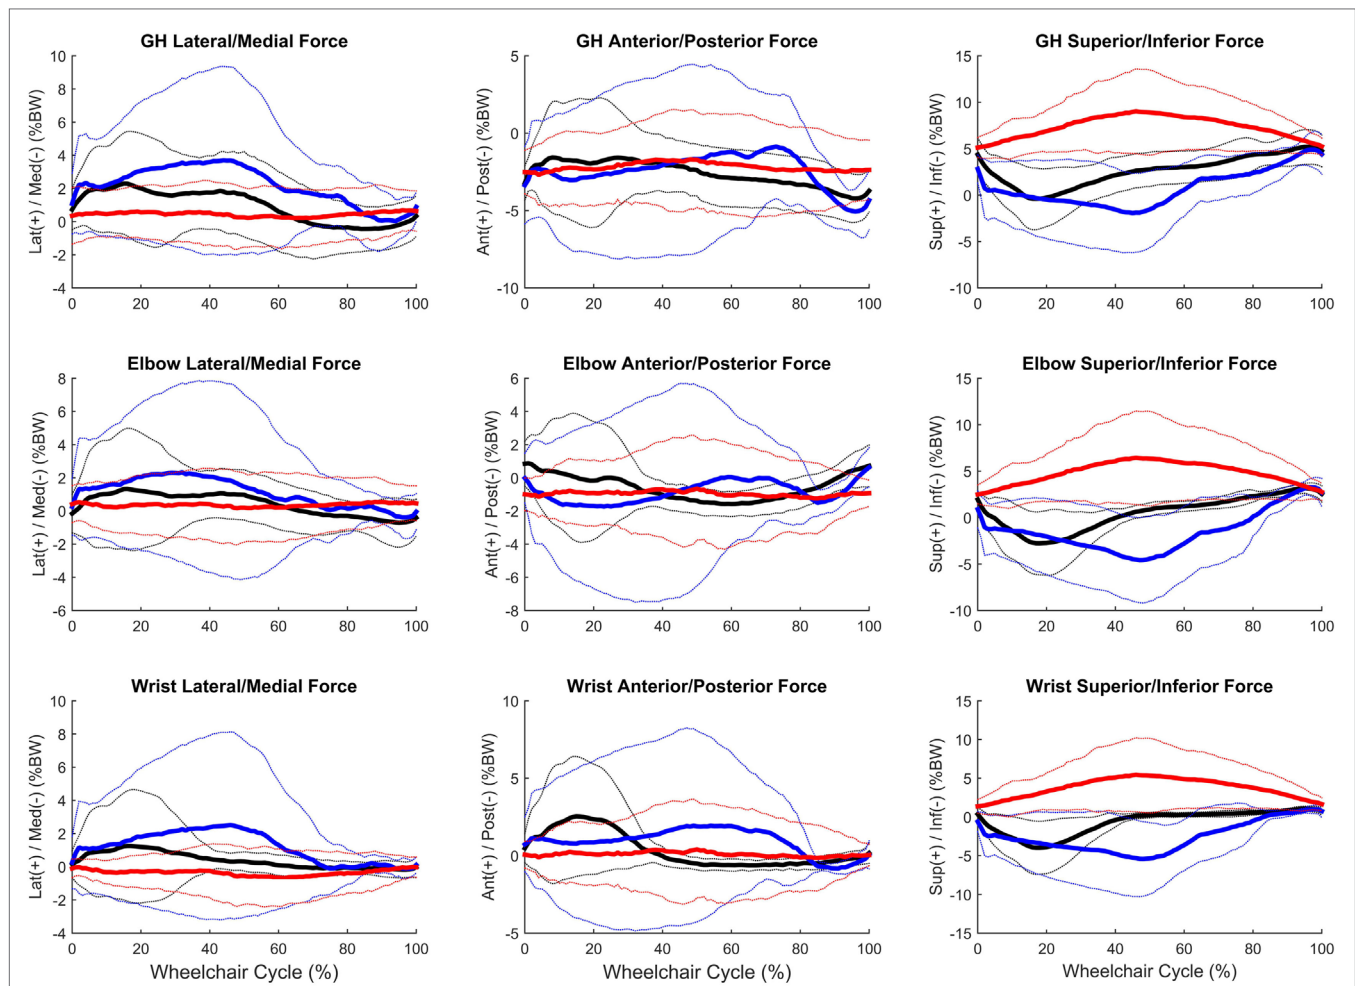 GH Lateral/Medial Force
Lat(+) / Med(-) (%BW)
10
8
6
4
2
0
-2
-4
0 20 40 60 80 100
GH Anterior/Posterior Force
Ant(+) / Post(-) (%BW)
5
0
-5
-10
0 20 40 60 80 100
GH Superior/Inferior Force
Sup(+) / Inf(-) (%BW)
15
10
5
0
-5
-10
0 20 40 60 80 100
Elbow Lateral/Medial Force
Lat(+) / Med(-) (%BW)
8
6
4
2
0
-2
-4
-6
0 20 40 60 80 100
Elbow Anterior/Posterior Force
Ant(+) / Post(-) (%BW)
6
4
2
0
-2
-4
-6
-8
0 20 40 60 80 100
Elbow Superior/Inferior Force
Sup(+) / Inf(-) (%BW)
15
10
5
0
-5
-10
0 20 40 60 80 100
Wrist Lateral/Medial Force
Lat(+) / Med(-) (%BW)
10
8
6
4
2
0
-2
-4
0 20 40 60 80 100
Wheelchair Cycle (%)
Wrist Anterior/Posterior Force
Ant(+) / Post(-) (%BW)
10
5
0
-5
0 20 40 60 80 100
Wheelchair Cycle (%)
Wrist Superior/Inferior Force
Sup(+) / Inf(-) (%BW)
15
10
5
0
-5
-10
-15
0 20 40 60 80 100
Wheelchair Cycle (%)